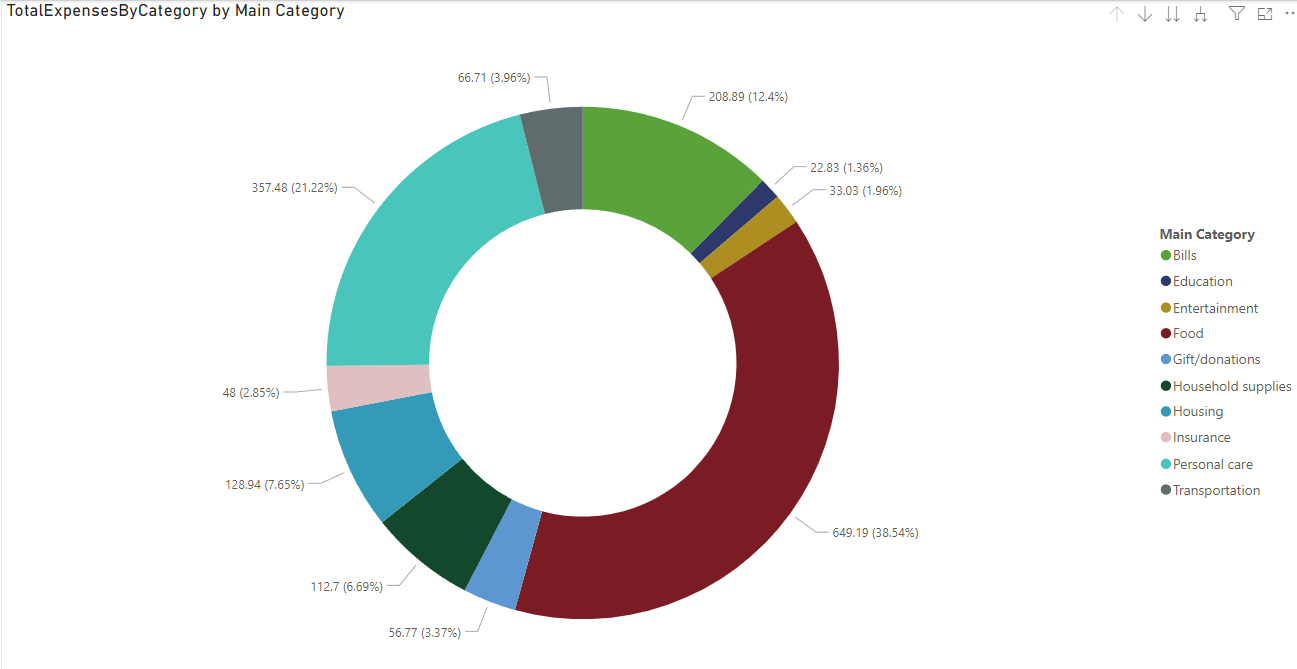 TotalExpensesByCategory by Main Category
66.71 (3.96%)
208.89 (12.4%)
22.83 (1.36%)
33.03 (1.96%)
357.48 (21.22%)
48 (2.85%)
128.94 (7.65%)
112.7 (6.69%)
56.77 (3.37%)
649.19 (38.54%)
Main Category
Bills
Education
Entertainment
Food
Gift/donations
Household supplies
Housing
Insurance
Personal care
Transportation